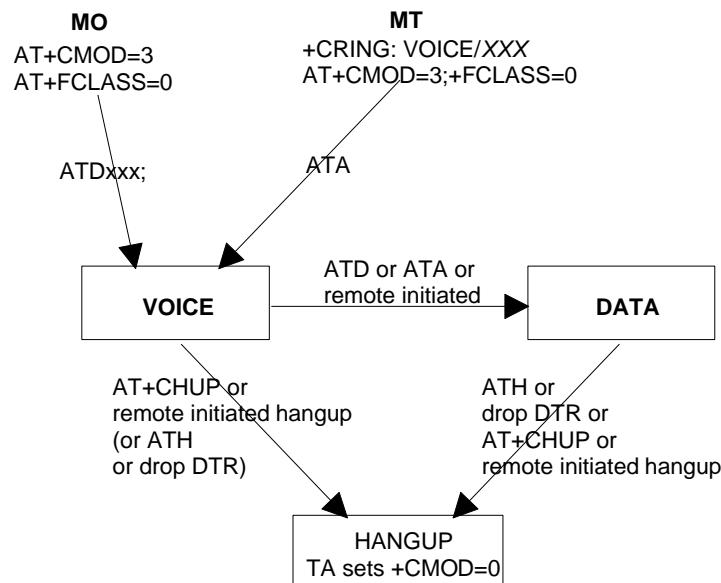 MO
AT+CMOD=3
AT+FCLASS=0
MT
+CRING: VOICE/XXX
AT+CMOD=3;+FCLASS=0
ATDxxx;
ATA
VOICE
ATD or ATA or
remote initiated
DATA
AT+CHUP or
remote initiated hangup
(or ATH
or drop DTR)
ATH or
drop DTR or
AT+CHUP or
remote initiated hangup
HANGUP
TA sets +CMOD=0